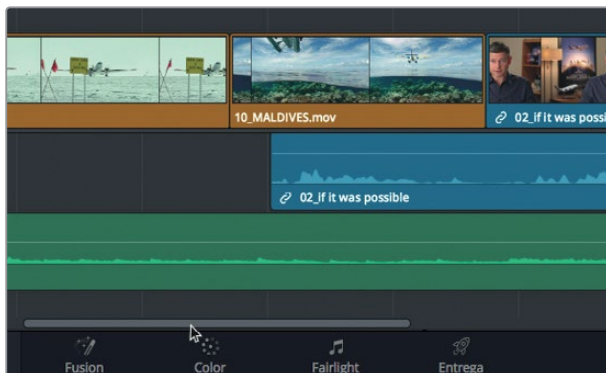 10_MALDIVES.mov
02_if it was possi
02_If it was possible
Fusion
Color
Fairlight
Entrega